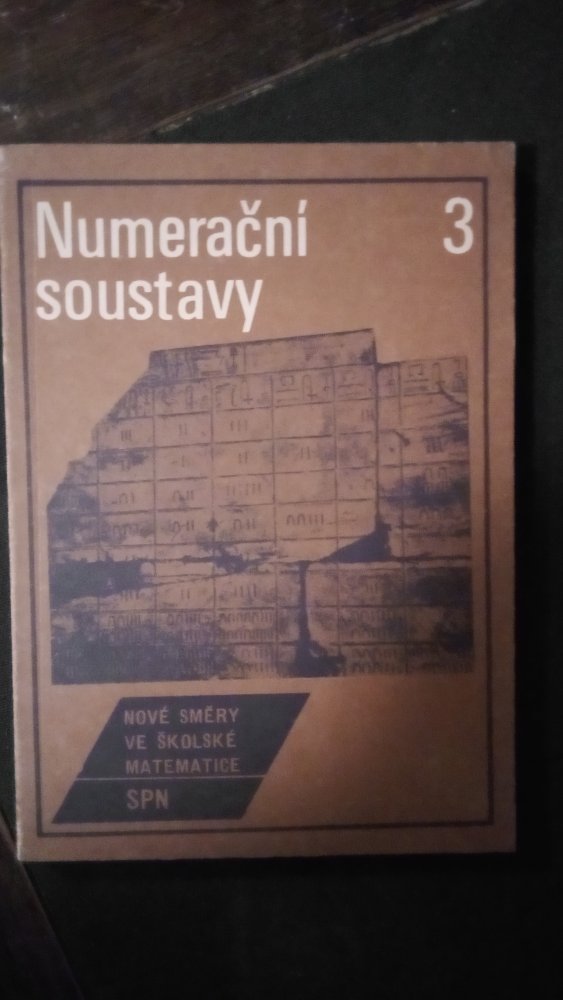 Numerační 3
soustavy
NOVÉ SMĚRY
VE ŠKOLSKÉ
MATEMATICE
SPN